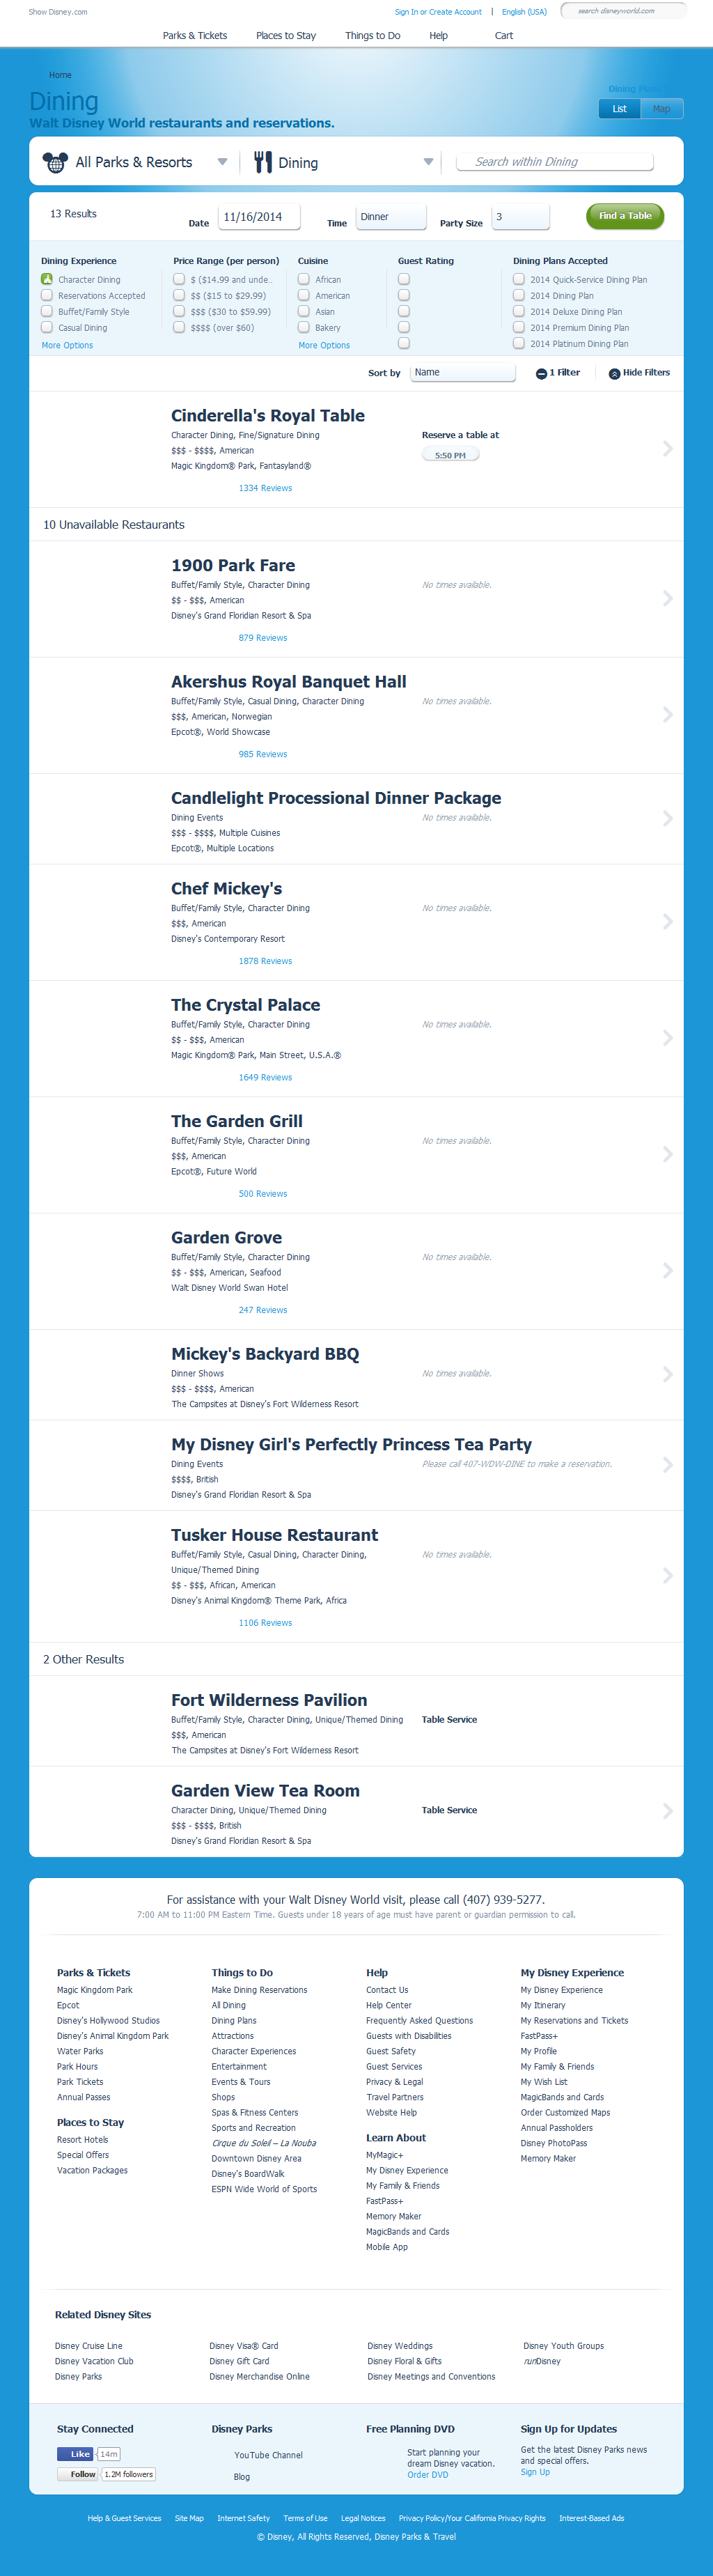 Show Disney.com
Sign In or Create Account | English (USA)
search disneyworld.com
Parks & Tickets Places to Stay Things to Do Help Cart
Home
Dining
Walt Disney World restaurants and reservations.
Dining Plans
List Map
All Parks & Resorts Dining Search within Dining
13 Results Date 11/16/2014 Time Dinner Party Size 3 Find a Table
Dining Experience
Character Dining
Reservations Accepted
Buffet/Family Style
Casual Dining
More Options
Price Range (per person)
$ ($14.99 and unde..
$$ ($15 to $29.99)
$$$ ($30 to $59.99)
$$$$ (over $60)
Cuisine
African
American
Asian
Bakery
More Options
Guest Rating
Dining Plans Accepted
2014 Quick-Service Dining Plan
2014 Dining Plan
2014 Deluxe Dining Plan
2014 Premium Dining Plan
2014 Platinum Dining Plan
Sort by Name 1 Filter Hide Filters
Cinderella's Royal Table
Character Dining, Fine/Signature Dining
$$$ - $$$$, American
Magic Kingdom® Park, Fantasyland®
1334 Reviews
Reserve a table at
5:50 PM
10 Unavailable Restaurants
1900 Park Fare
Buffet/Family Style, Character Dining
$$ - $$$, American
Disney's Grand Floridian Resort & Spa
879 Reviews
No times available.
Akershus Royal Banquet Hall
Buffet/Family Style, Casual Dining, Character Dining
$$$, American, Norwegian
Epcot®, World Showcase
985 Reviews
No times available.
Candlelight Processional Dinner Package
Dining Events
$$$ - $$$$, Multiple Cuisines
Epcot®, Multiple Locations
No times available.
Chef Mickey's
Buffet/Family Style, Character Dining
$$$, American
Disney's Contemporary Resort
1878 Reviews
No times available.
The Crystal Palace
Buffet/Family Style, Character Dining
$$ - $$$, American
Magic Kingdom® Park, Main Street, U.S.A.®
1649 Reviews
No times available.
The Garden Grill
Buffet/Family Style, Character Dining
$$$, American
Epcot®, Future World
500 Reviews
No times available.
Garden Grove
Buffet/Family Style, Character Dining
$$ - $$$, American, Seafood
Walt Disney World Swan Hotel
247 Reviews
No times available.
Mickey's Backyard BBQ
Dinner Shows
$$$ - $$$$, American
The Campsites at Disney's Fort Wilderness Resort
No times available.
My Disney Girl's Perfectly Princess Tea Party
Dining Events
$$$$, British
Disney's Grand Floridian Resort & Spa
Please call 407-WDW-DINE to make a reservation.
Tusker House Restaurant
Buffet/Family Style, Casual Dining, Character Dining,
Unique/Themed Dining
$$ - $$$, African, American
Disney's Animal Kingdom® Theme Park, Africa
1106 Reviews
No times available.
2 Other Results
Fort Wilderness Pavilion
Buffet/Family Style, Character Dining, Unique/Themed Dining
$$$, American
The Campsites at Disney's Fort Wilderness Resort
Table Service
Garden View Tea Room
Character Dining, Unique/Themed Dining
$$$ - $$$$, British
Disney's Grand Floridian Resort & Spa
Table Service
For assistance with your Walt Disney World visit, please call (407) 939-5277.
7:00 AM to 11:00 PM Eastern Time. Guests under 18 years of age must have parent or guardian permission to call.
Parks & Tickets
Magic Kingdom Park
Epcot
Disney's Hollywood Studios
Disney's Animal Kingdom Park
Water Parks
Park Hours
Park Tickets
Annual Passes
Places to Stay
Resort Hotels
Special Offers
Vacation Packages
Things to Do
Make Dining Reservations
All Dining
Dining Plans
Attractions
Character Experiences
Entertainment
Events & Tours
Shops
Spas & Fitness Centers
Sports and Recreation
Cirque du Soleil – La Nouba
Downtown Disney Area
Disney's BoardWalk
ESPN Wide World of Sports
Help
Contact Us
Help Center
Frequently Asked Questions
Guests with Disabilities
Guest Safety
Guest Services
Privacy & Legal
Travel Partners
Website Help
Learn About
MyMagic+
My Disney Experience
My Family & Friends
FastPass+
Memory Maker
MagicBands and Cards
Mobile App
My Disney Experience
My Disney Experience
My Itinerary
My Reservations and Tickets
FastPass+
My Profile
My Family & Friends
My Wish List
MagicBands and Cards
Order Customized Maps
Annual Passholders
Disney PhotoPass
Memory Maker
Related Disney Sites
Disney Cruise Line
Disney Vacation Club
Disney Parks
Disney Visa® Card
Disney Gift Card
Disney Merchandise Online
Disney Weddings
Disney Floral & Gifts
Disney Meetings and Conventions
Disney Youth Groups
runDisney
Stay Connected
Like 14m
Follow 1.2M followers
Disney Parks
YouTube Channel
Blog
Free Planning DVD
Start planning your
dream Disney vacation.
Order DVD
Sign Up for Updates
Get the latest Disney Parks news
and special offers.
Sign Up
Help & Guest Services Site Map Internet Safety Terms of Use Legal Notices Privacy Policy/Your California Privacy Rights Interest-Based Ads
© Disney, All Rights Reserved, Disney Parks & Travel